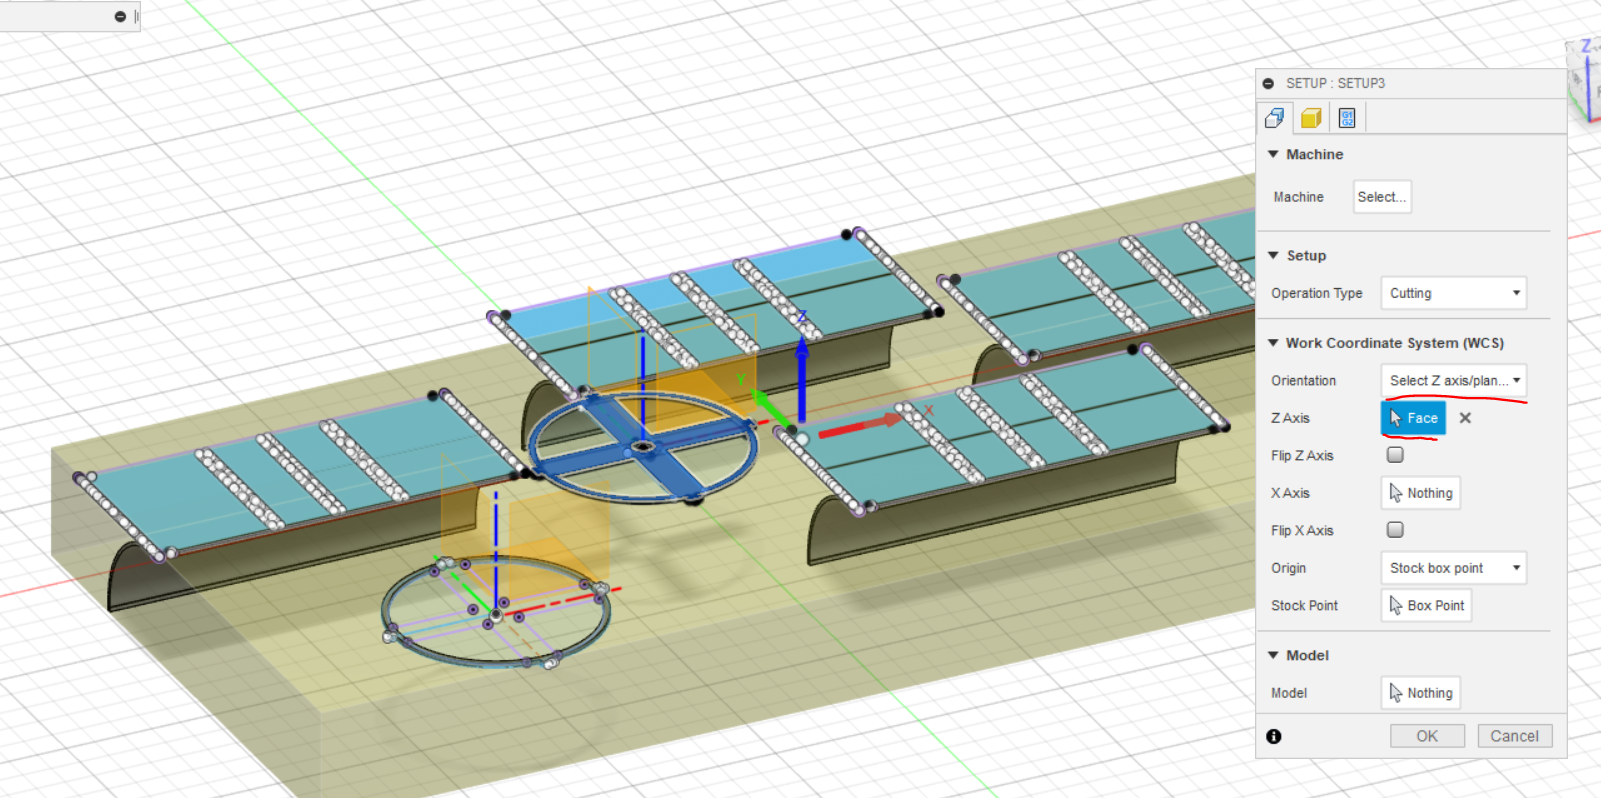 Z
SETUP : SETUP3
G1
G2
Machine
Machine Select...
Setup
Operation Type Cutting
Work Coordinate System (WCS)
Orientation Select Z axis/plan...
Z Axis Face
Flip Z Axis
X Axis Nothing
Flip X Axis
Origin Stock box point
Stock Point Box Point
Model
Model Nothing
OK Cancel
Z
Y
X